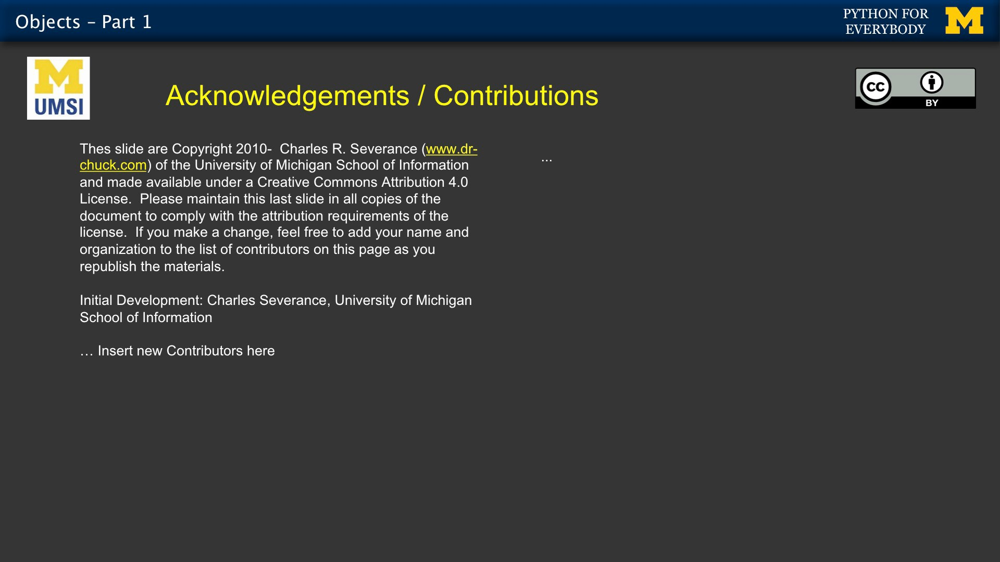 Objects – Part 1
PYTHON FOR
EVERYBODY
M
M
UMSI
Acknowledgements / Contributions
cc
BY
Thes slide are Copyright 2010-  Charles R. Severance (www.dr-
chuck.com) of the University of Michigan School of Information
and made available under a Creative Commons Attribution 4.0
License.  Please maintain this last slide in all copies of the
document to comply with the attribution requirements of the
license.  If you make a change, feel free to add your name and
organization to the list of contributors on this page as you
republish the materials.
Initial Development: Charles Severance, University of Michigan
School of Information
… Insert new Contributors here
...